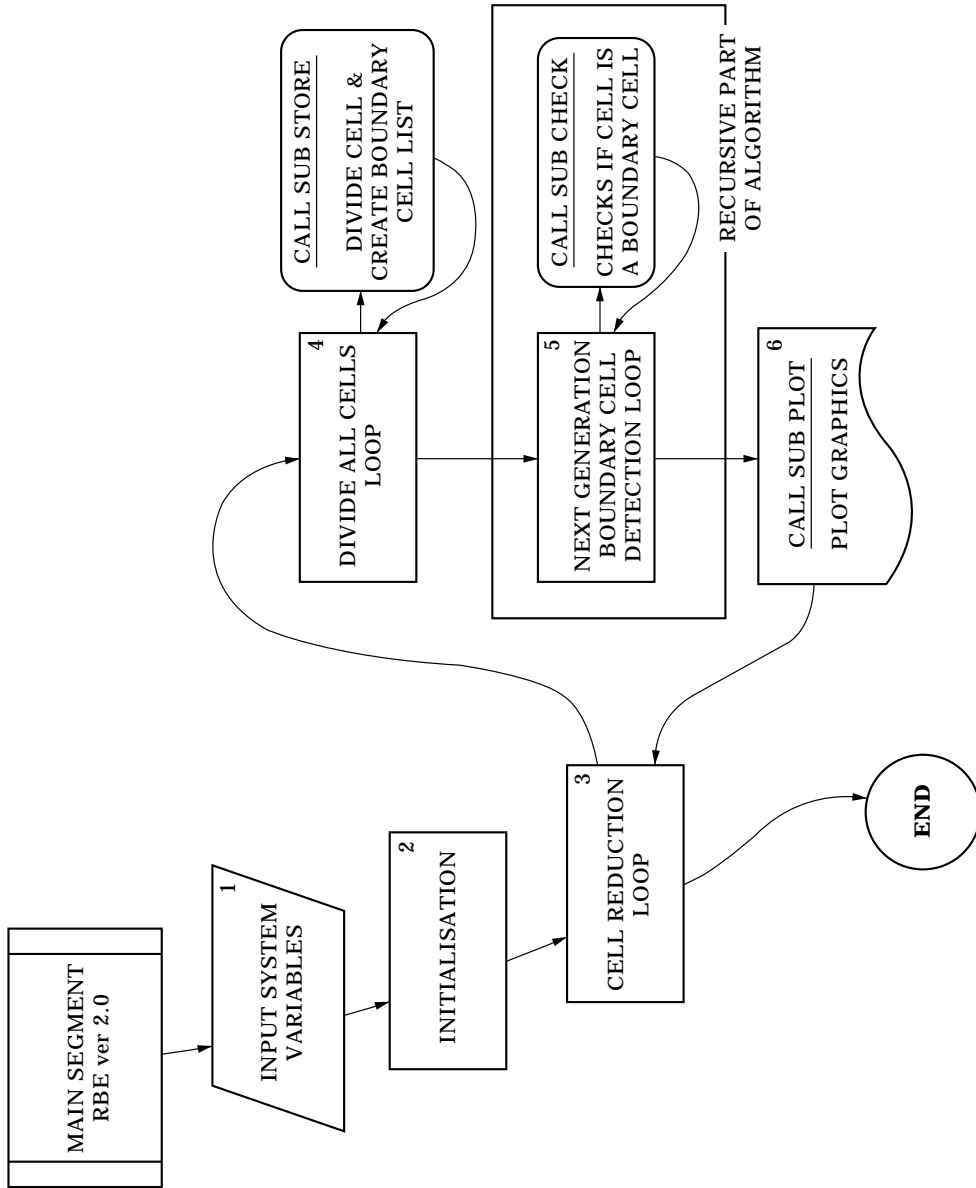 MAIN SEGMENT
RBE ver 2.0
1
INPUT SYSTEM
VARIABLES
2
INITIALISATION
3
CELL REDUCTION
LOOP
END
4
DIVIDE ALL CELLS
LOOP
CALL SUB STORE
DIVIDE CELL &
CREATE BOUNDARY
CELL LIST
5
NEXT GENERATION
BOUNDARY CELL
DETECTION LOOP
CALL SUB CHECK
CHECKS IF CELL IS
A BOUNDARY CELL
RECURSIVE PART
OF ALGORITHM
6
CALL SUB PLOT
PLOT GRAPHICS